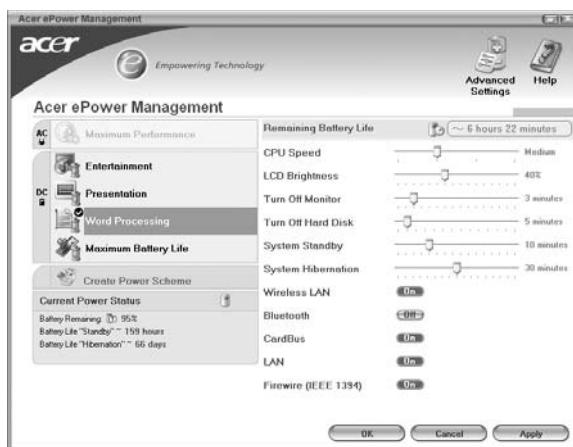 Acer ePower Management
acer
e
Empowering Technology
Advanced
Settings
Help
Acer ePower Management
AC
Maximum Performance
DC
Entertainment
Presentation
Word Processing
Maximum Battery Life
Create Power Scheme
Current Power Status
Battery Remaining: 95%
Battery Life "Standby" ~ 159 hours
Battery Life "Hibernation" ~ 66 days
Remaining Battery Life ~ 6 hours 22 minutes
CPU Speed Medium
LCD Brightness 40%
Turn Off Monitor 3 minutes
Turn Off Hard Disk 5 minutes
System Standby 10 minutes
System Hibernation 30 minutes
Wireless LAN On
Bluetooth Off
CardBus On
LAN On
Firewire (IEEE 1394) On
OK Cancel Apply